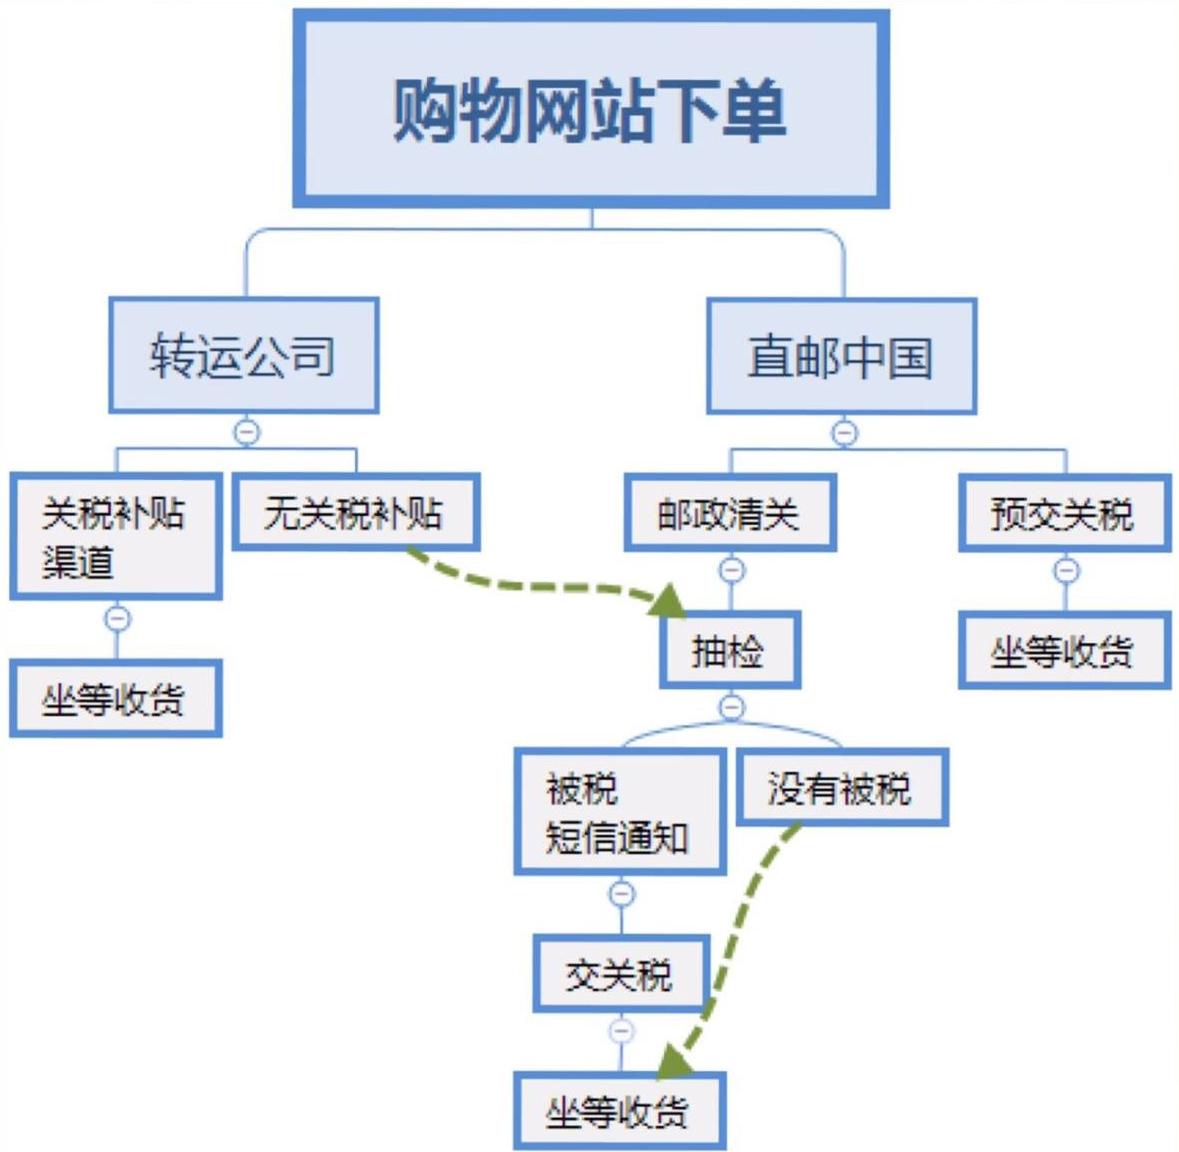 购物网站下单
转运公司
直邮中国
关税补贴
渠道
无关税补贴
邮政清关
预交关税
抽检
坐等收货
坐等收货
被税
短信通知
没有被税
交关税
坐等收货